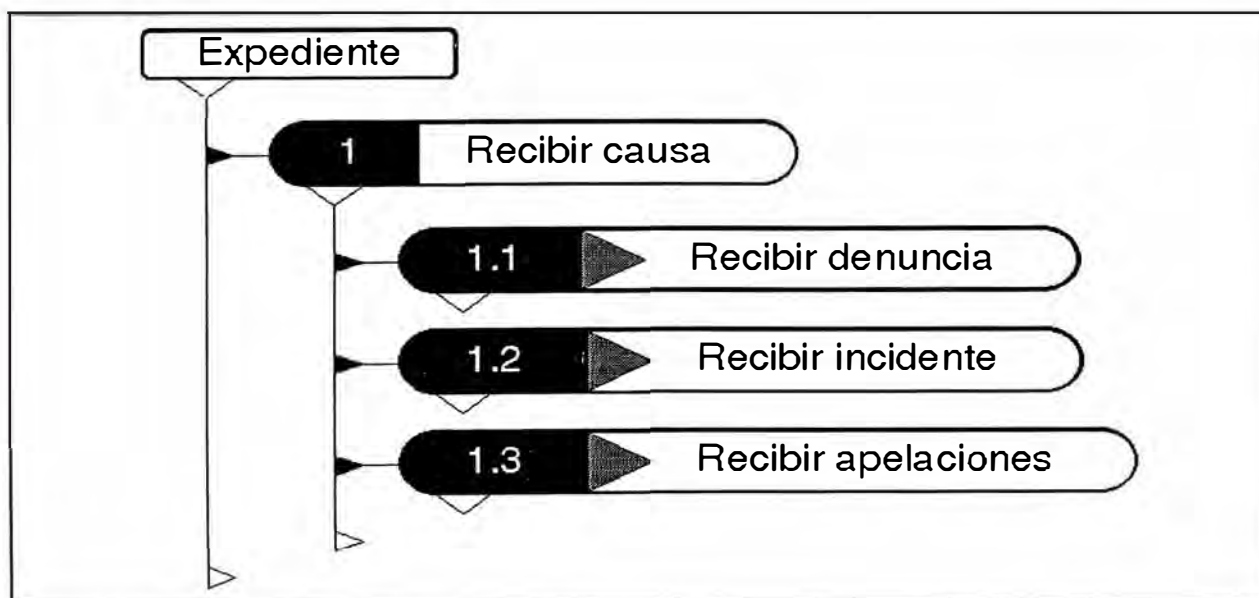 Expediente
1 Recibir causa
1.1 Recibir denuncia
1.2 Recibir incidente
1.3 Recibir apelaciones